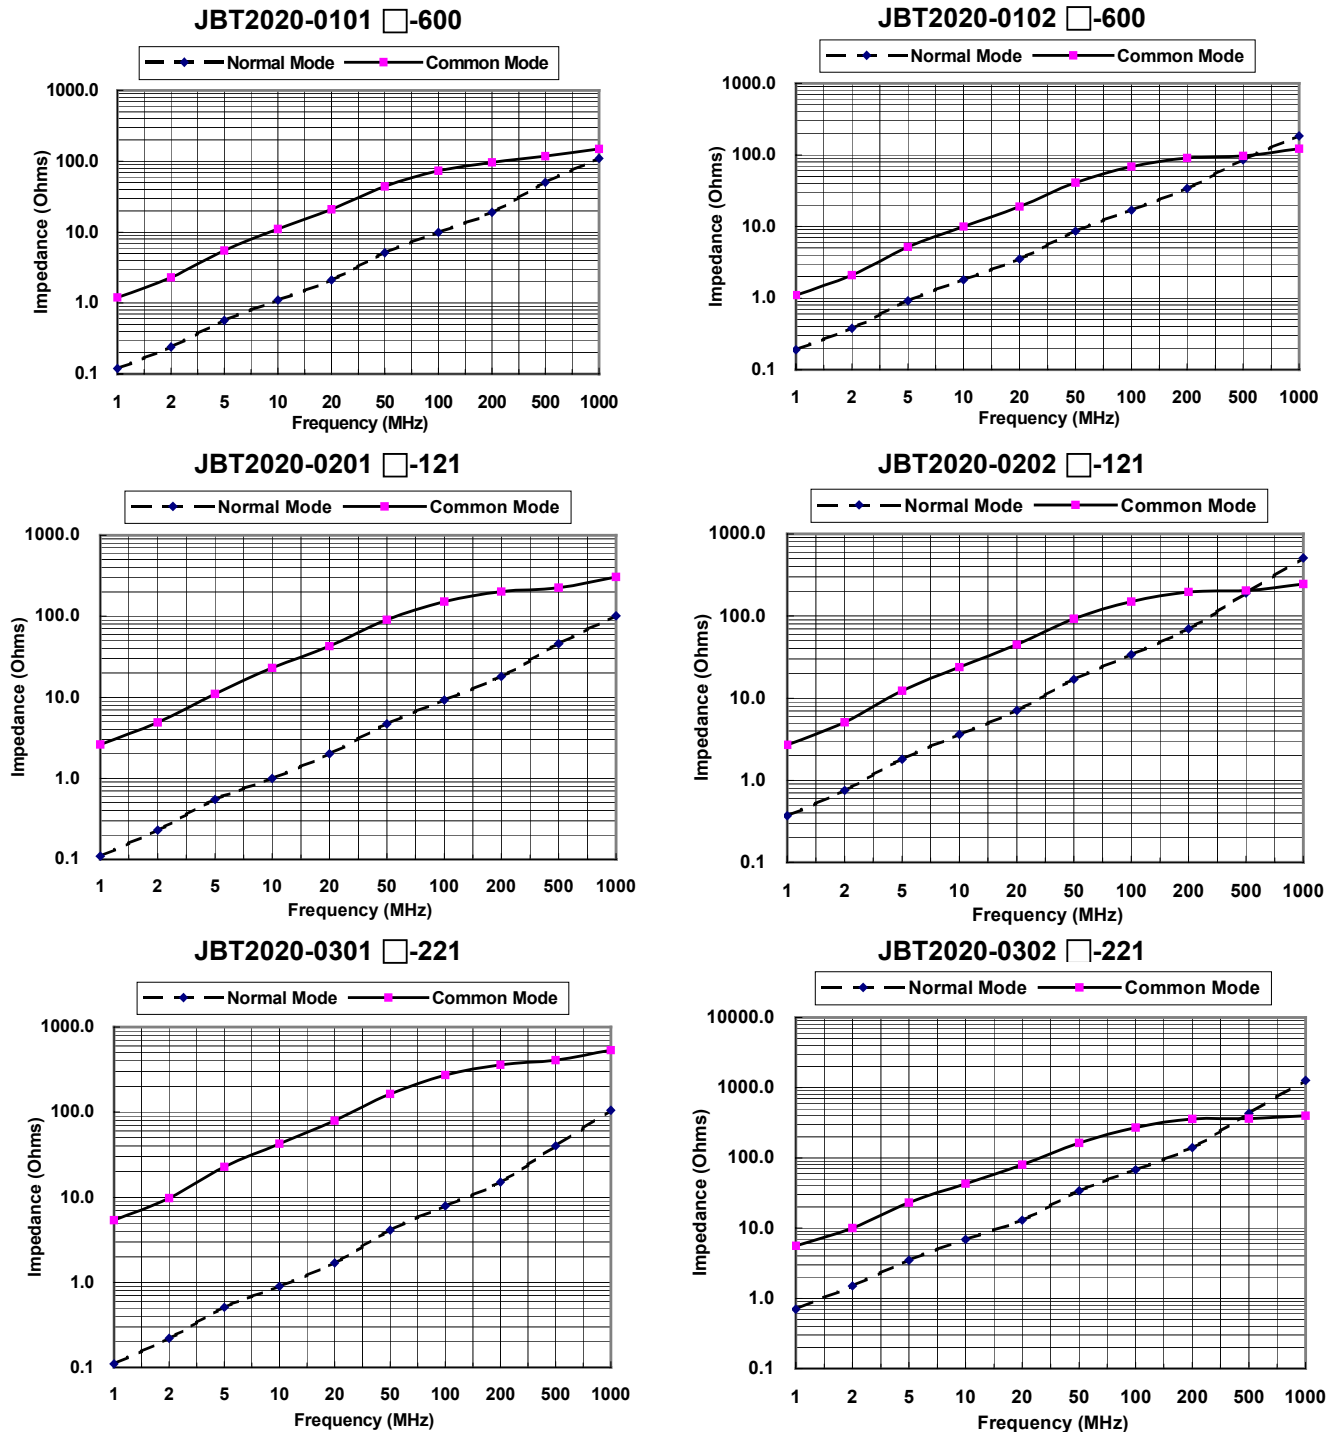 JBT2020-0101 □-600
Normal Mode Common Mode
1000.0
100.0
10.0
1.0
0.1
Impedance (Ohms)
1 2 5 10 20 50 100 200 500 1000
Frequency (MHz)
JBT2020-0102 □-600
Normal Mode Common Mode
1000.0
100.0
10.0
1.0
0.1
Impedance (Ohms)
1 2 5 10 20 50 100 200 500 1000
Frequency (MHz)
JBT2020-0201 □-121
Normal Mode Common Mode
1000.0
100.0
10.0
1.0
0.1
Impedance (Ohms)
1 2 5 10 20 50 100 200 500 1000
Frequency (MHz)
JBT2020-0202 □-121
Normal Mode Common Mode
1000.0
100.0
10.0
1.0
0.1
Impedance (Ohms)
1 2 5 10 20 50 100 200 500 1000
Frequency (MHz)
JBT2020-0301 □-221
Normal Mode Common Mode
1000.0
100.0
10.0
1.0
0.1
Impedance (Ohms)
1 2 5 10 20 50 100 200 500 1000
Frequency (MHz)
JBT2020-0302 □-221
Normal Mode Common Mode
10000.0
1000.0
100.0
10.0
1.0
0.1
Impedance (Ohms)
1 2 5 10 20 50 100 200 500 1000
Frequency (MHz)